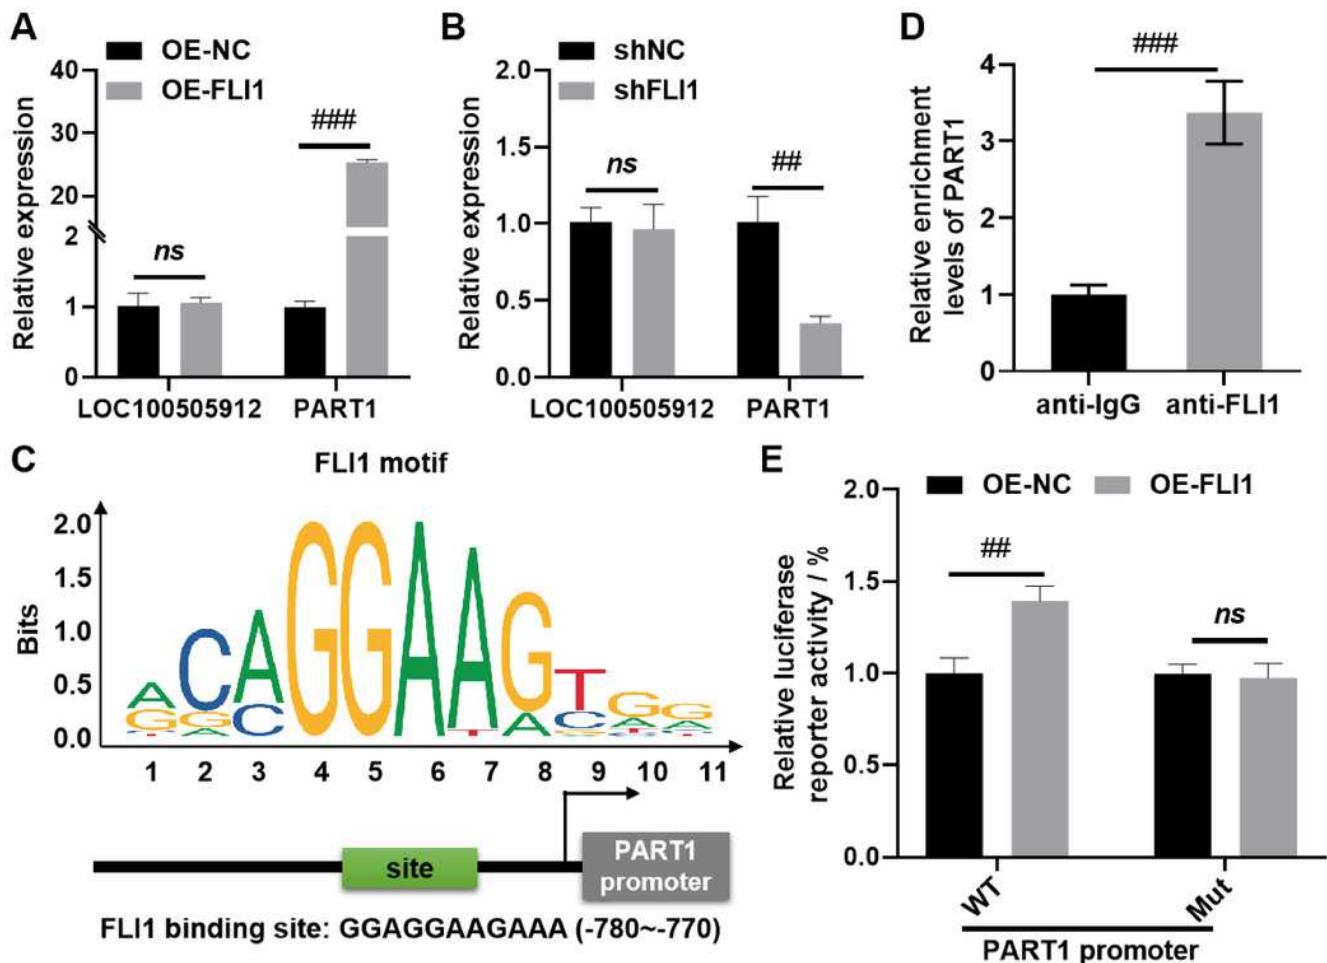 A
OE-NC
OE-FLI1
Relative expression
40
30
20
2
1
0
###
ns
LOC100505912
PART1
B
shNC
shFLI1
Relative expression
2.0
1.5
1.0
0.5
0.0
ns
##
LOC100505912
PART1
D
Relative enrichment
levels of PART1
4
3
2
1
0
###
anti-IgG
anti-FLI1
C
FLI1 motif
Bits
2.0
1.5
1.0
0.5
0.0
A C A G G A A G T G G
G G C T A C A A
1 2 3 4 5 6 7 8 9 10 11
site
PART1
promoter
FLI1 binding site: GGAGGAAGAAA (-780~-770)
E
OE-NC
OE-FLI1
Relative luciferase
reporter activity / %
2.0
1.5
1.0
0.5
0.0
##
ns
WT
Mut
PART1 promoter